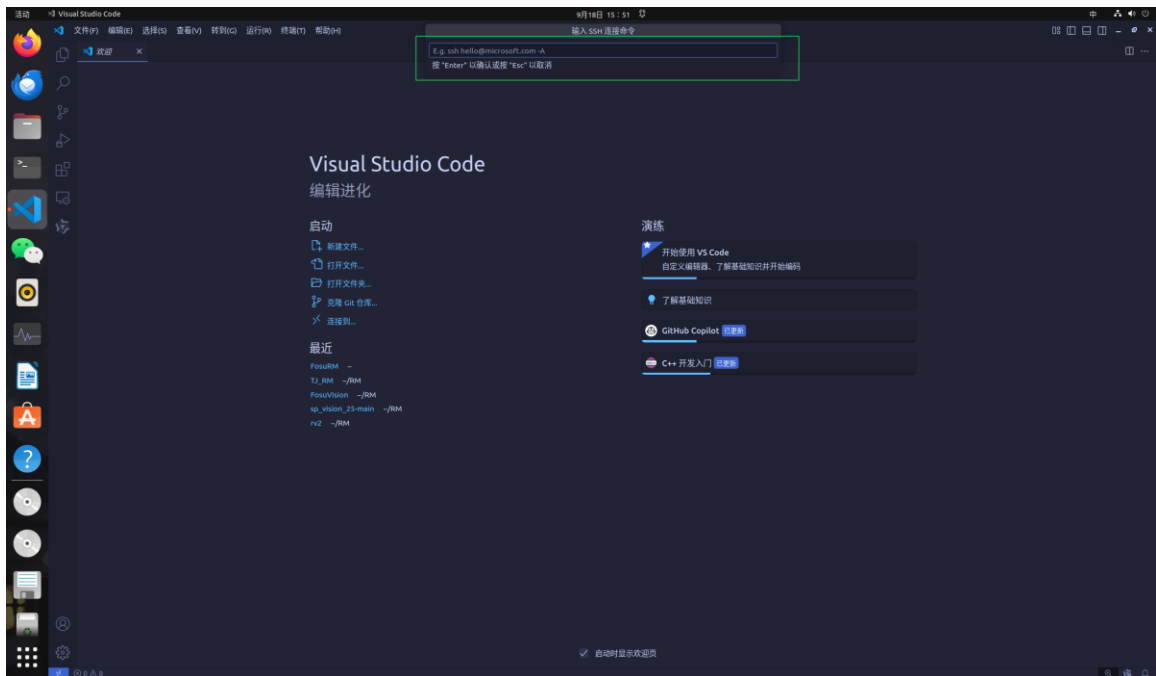 活动
Visual Studio Code
9月18日 15：51
中
文件(F) 编辑(E) 选择(S) 查看(V) 转到(G) 运行(R) 终端(T) 帮助(H)
输入 SSH 连接命令
欢迎
E.g. ssh hello@microsoft.com -A
按 "Enter" 以确认或按 "Esc" 以取消
Visual Studio Code
编辑进化
启动
新建文件...
打开文件...
打开文件夹...
克隆 Git 仓库...
连接到...
最近
FosuRM ~
TJ_RM ~/RM
FosuVision ~/RM
sp_vision_25-main ~/RM
rv2 ~/RM
演练
开始使用 VS Code
自定义编辑器、了解基础知识并开始编码
了解基础知识
GitHub Copilot 已更新
C++ 开发入门 已更新
启动时显示欢迎页
0 0